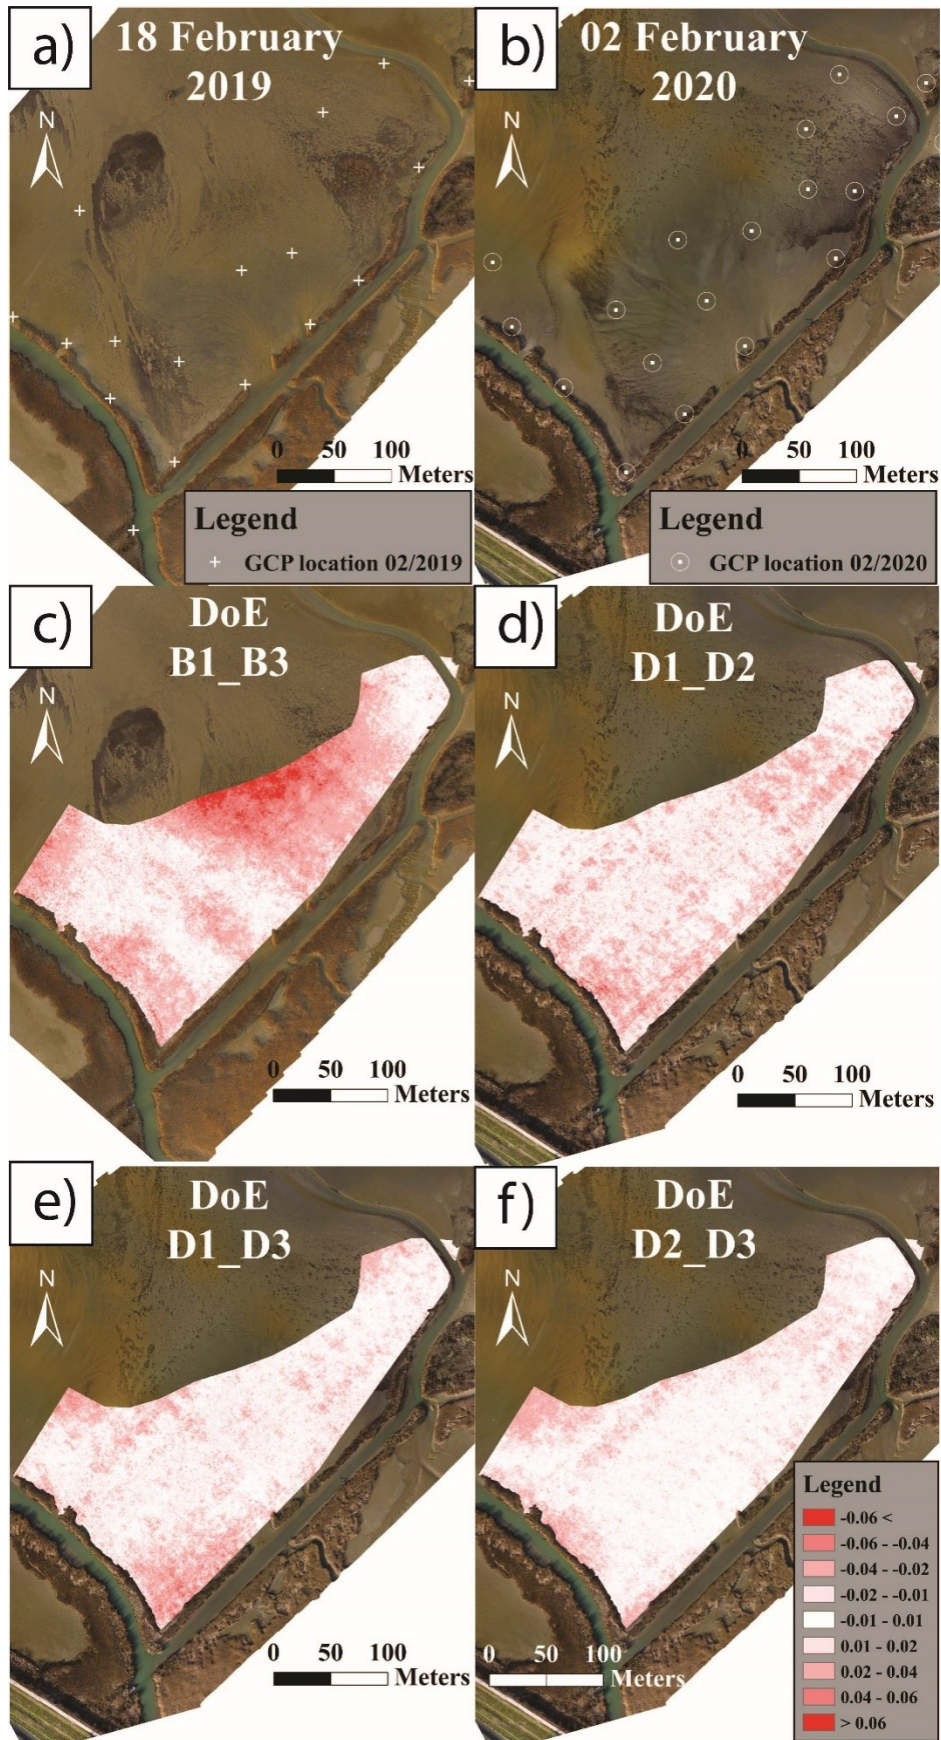 a)
18 February
2019
N
0 50 100
Meters
Legend
+ GCP location 02/2019
b)
02 February
2020
N
0 50 100
Meters
Legend
GCP location 02/2020
c)
DoE
B1_B3
N
0 50 100
Meters
d)
DoE
D1_D2
N
0 50 100
Meters
e)
DoE
D1_D3
N
0 50 100
Meters
f)
DoE
D2_D3
N
0 50 100
Meters
Legend
-0.06 <
-0.06 - -0.04
-0.04 - -0.02
-0.02 - -0.01
-0.01 - 0.01
0.01 - 0.02
0.02 - 0.04
0.04 - 0.06
> 0.06